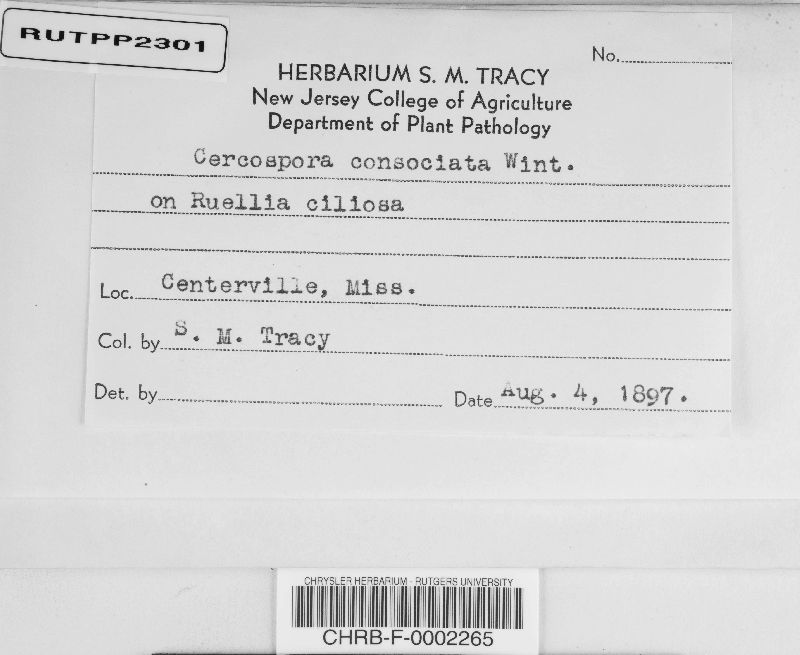 RUTPP2301
No.
HERBARIUM S. M. TRACY
New Jersey College of Agriculture
Department of Plant Pathology
Cercospora consociata Wint.
on Ruellia ciliosa
Loc. Centerville, Miss.
Col. by S. M. Tracy
Det. by
Date Aug. 4, 1897.
CHRYSLER HERBARIUM - RUTGERS UNIVERSITY
CHRB-F-0002265